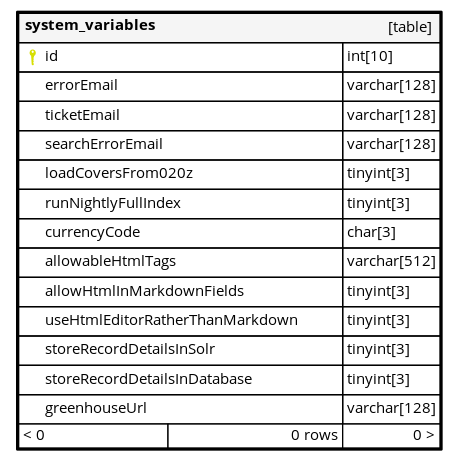 system_variables [table]
id int[10]
errorEmail varchar[128]
ticketEmail varchar[128]
searchErrorEmail varchar[128]
loadCoversFrom020z tinyint[3]
runNightlyFullIndex tinyint[3]
currencyCode char[3]
allowableHtmlTags varchar[512]
allowHtmlInMarkdownFields tinyint[3]
useHtmlEditorRatherThanMarkdown tinyint[3]
storeRecordDetailsInSolr tinyint[3]
storeRecordDetailsInDatabase tinyint[3]
greenhouseUrl varchar[128]
< 0 0 rows 0 >